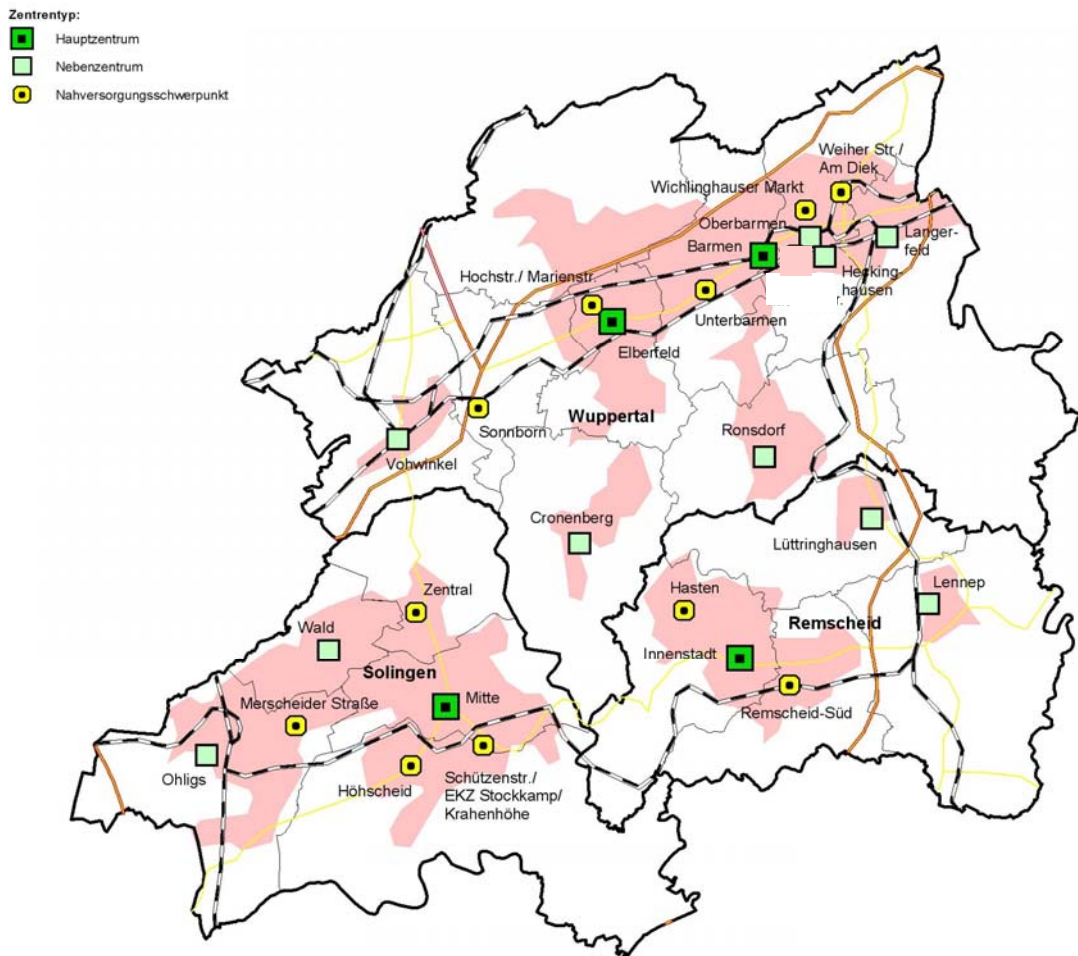 Zentrentyp:
Hauptzentrum
Nebenzentrum
Nahversorgungsschwerpunkt
Weiher Str./
Am Diek
Wichlinghauser Markt
Oberbarmen
Langer-
feld
Barmen
Hecking-
hausen
Hochstr./ Marienstr.
Unterbarmen
Elberfeld
Wuppertal
Sonnborn
Ronsdorf
Vohwinkel
Cronenberg
Lüttringhausen
Zentral
Hasten
Lennep
Wald
Remscheid
Innenstadt
Solingen
Mitte
Merscheider Straße
Remscheid-Süd
Ohligs
Höhscheid
Schützenstr./
EKZ Stockkamp/
Krahenhöhe